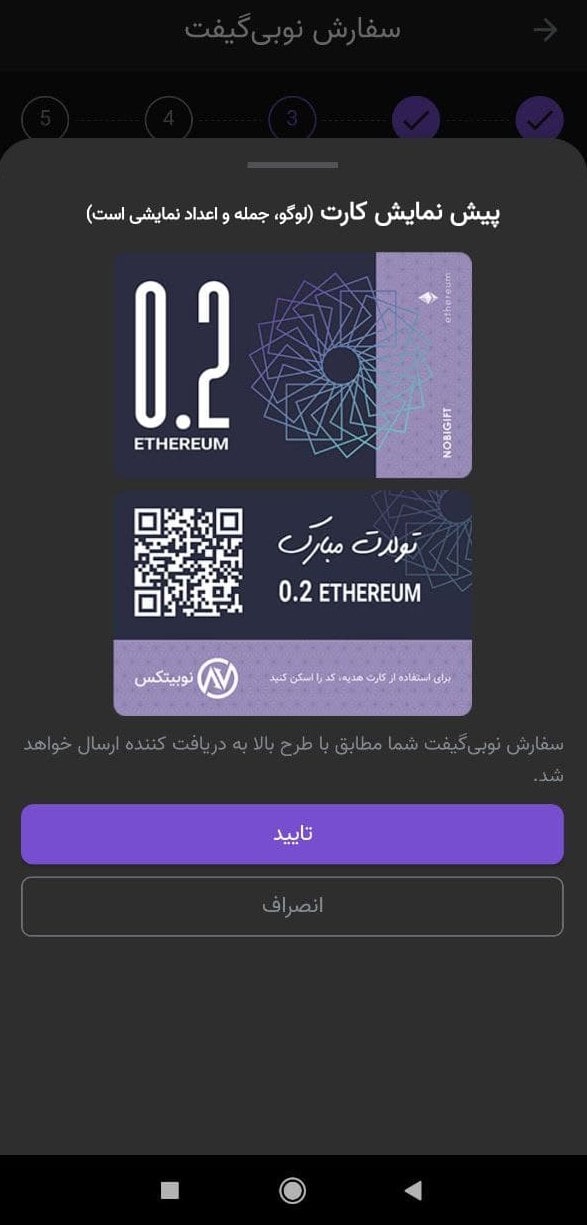 سفارش نوبی‌گیفت
5
4
3
پیش نمایش کارت (لوگو، جمله و اعداد نمایشی است)
0.2
ETHEREUM
ethereum
NOBIGIFT
تولدت مبارک
0.2 ETHEREUM
برای استفاده از کارت هدیه، کد را اسکن کنید
نوبیتکس
سفارش نوبی‌گیفت شما مطابق با طرح بالا به دریافت کننده ارسال خواهد
شد.
تایید
انصراف